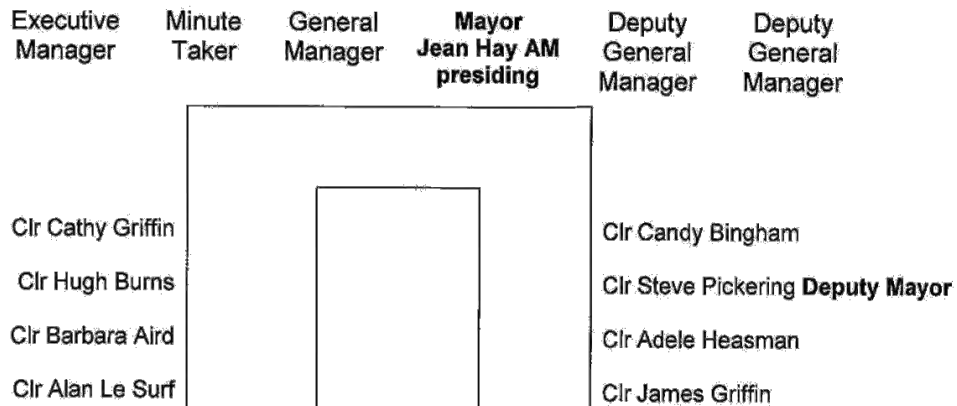 Executive Manager
Minute Taker
General Manager
Mayor
Jean Hay AM
presiding
Deputy General Manager
Deputy General Manager
Clr Cathy Griffin
Clr Hugh Burns
Clr Barbara Aird
Clr Alan Le Surf
Clr Candy Bingham
Clr Steve Pickering Deputy Mayor
Clr Adele Heasman
Clr James Griffin